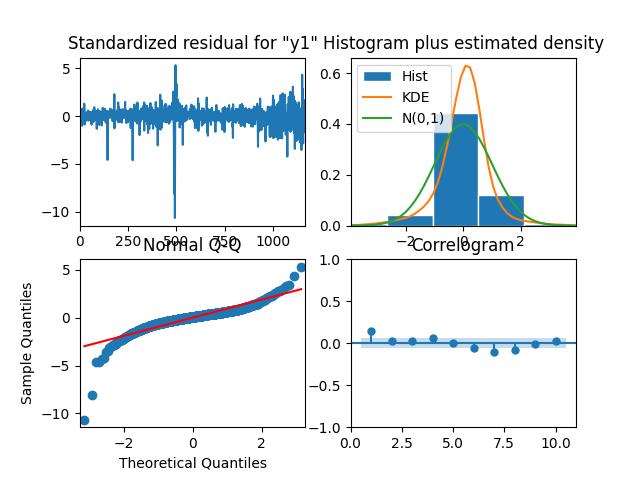 Standardized residual for "y1"
5
0
−5
−10
0 250 500 750 1000
Histogram plus estimated density
Hist
KDE
N(0,1)
0.6
0.4
0.2
0.0
−2 0 2
Normal Q-Q
Sample Quantiles
5
0
−5
−10
−2 0 2
Theoretical Quantiles
Correlogram
1.0
0.5
0.0
−0.5
−1.0
0.0 2.5 5.0 7.5 10.0